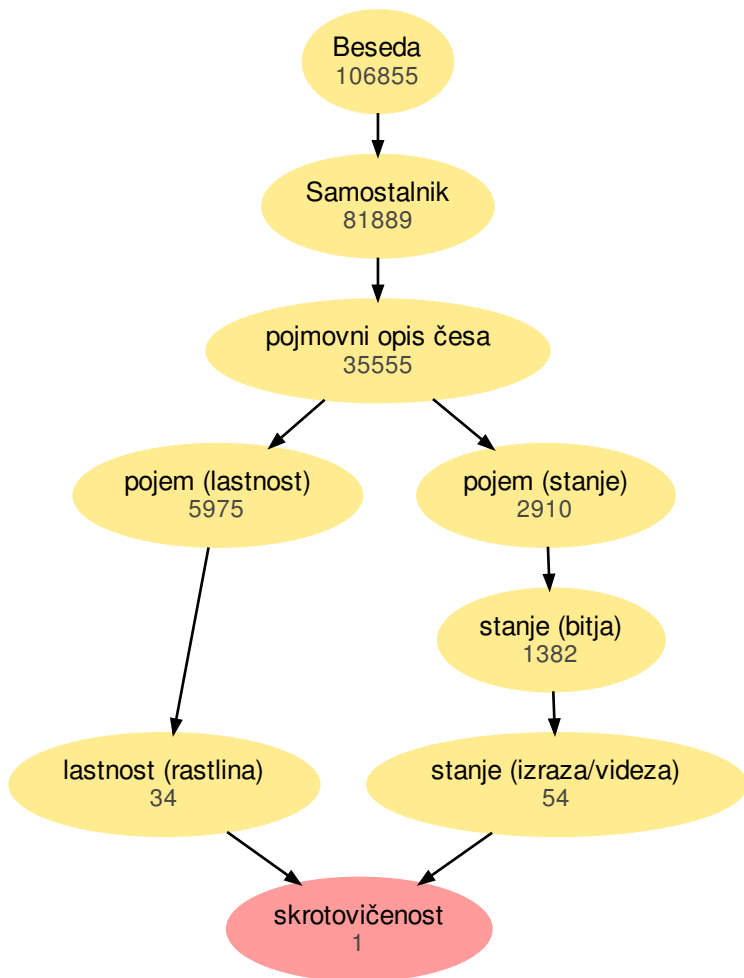 Beseda
106855
Samostalnik
81889
pojmovni opis česa
35555
pojem (lastnost)
5975
pojem (stanje)
2910
stanje (bitja)
1382
lastnost (rastlina)
34
stanje (izraza/videza)
54
skrotovičenost
1